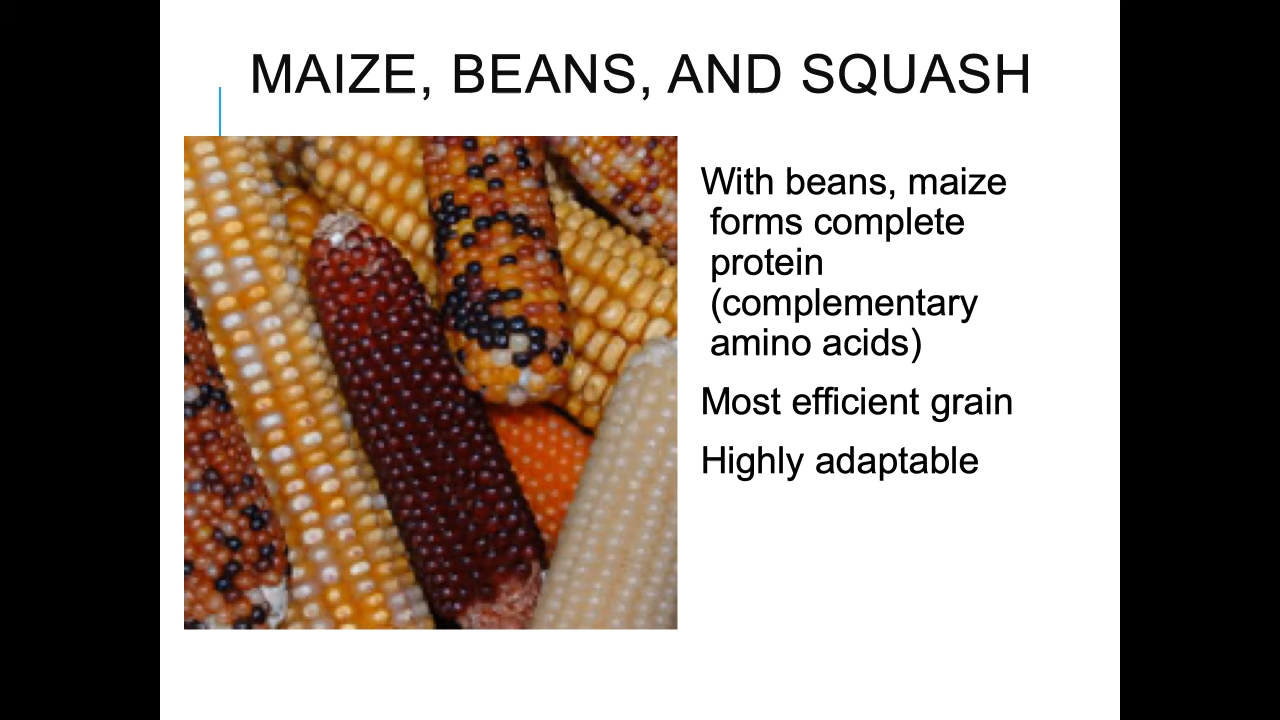 MAIZE, BEANS, AND SQUASH
With beans, maize
forms complete
protein
(complementary
amino acids)
Most efficient grain
Highly adaptable